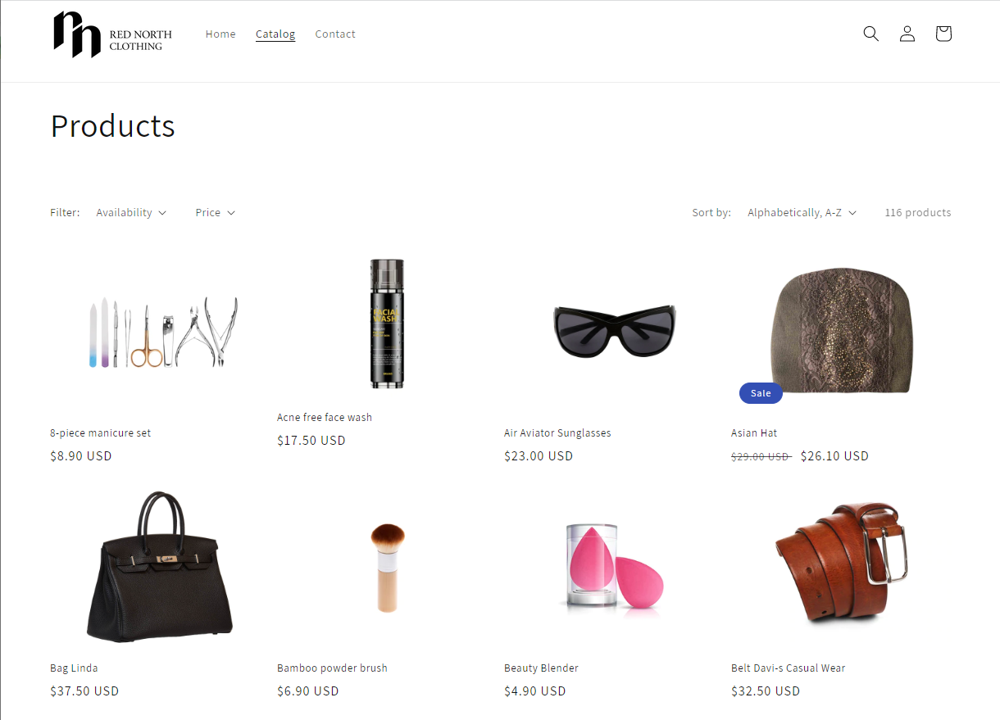 RED NORTH
CLOTHING
Home
Catalog
Contact
Products
Filter:
Availability
Price
Sort by:
Alphabetically, A-Z
116 products
FACIAL
WASH
Sale
8-piece manicure set
$8.90 USD
Acne free face wash
$17.50 USD
Air Aviator Sunglasses
$23.00 USD
Asian Hat
$29.00 USD $26.10 USD
Bag Linda
$37.50 USD
Bamboo powder brush
$6.90 USD
Beauty Blender
$4.90 USD
Belt Davi-s Casual Wear
$32.50 USD